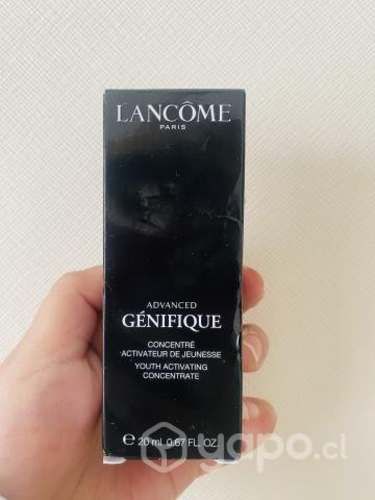 LANCÔME
PARIS
ADVANCED
GÉNIFIQUE
CONCENTRÉ
ACTIVATEUR DE JEUNESSE
YOUTH ACTIVATING
CONCENTRATE
℮ 20 ml 0.67 FL. OZ.
yapo.cl